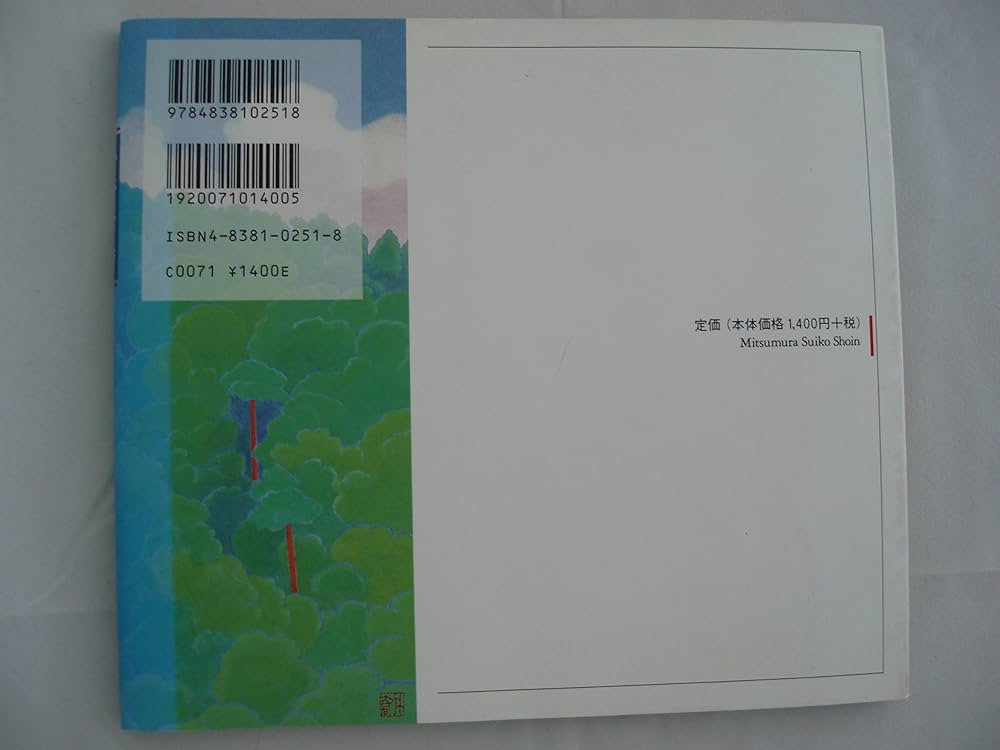 9784838102518
1920071014005
ISBN4-8381-0251-8
C0071 ¥1400E
定価（本体価格 1,400円+税）
Mitsumura Suiko Shoin